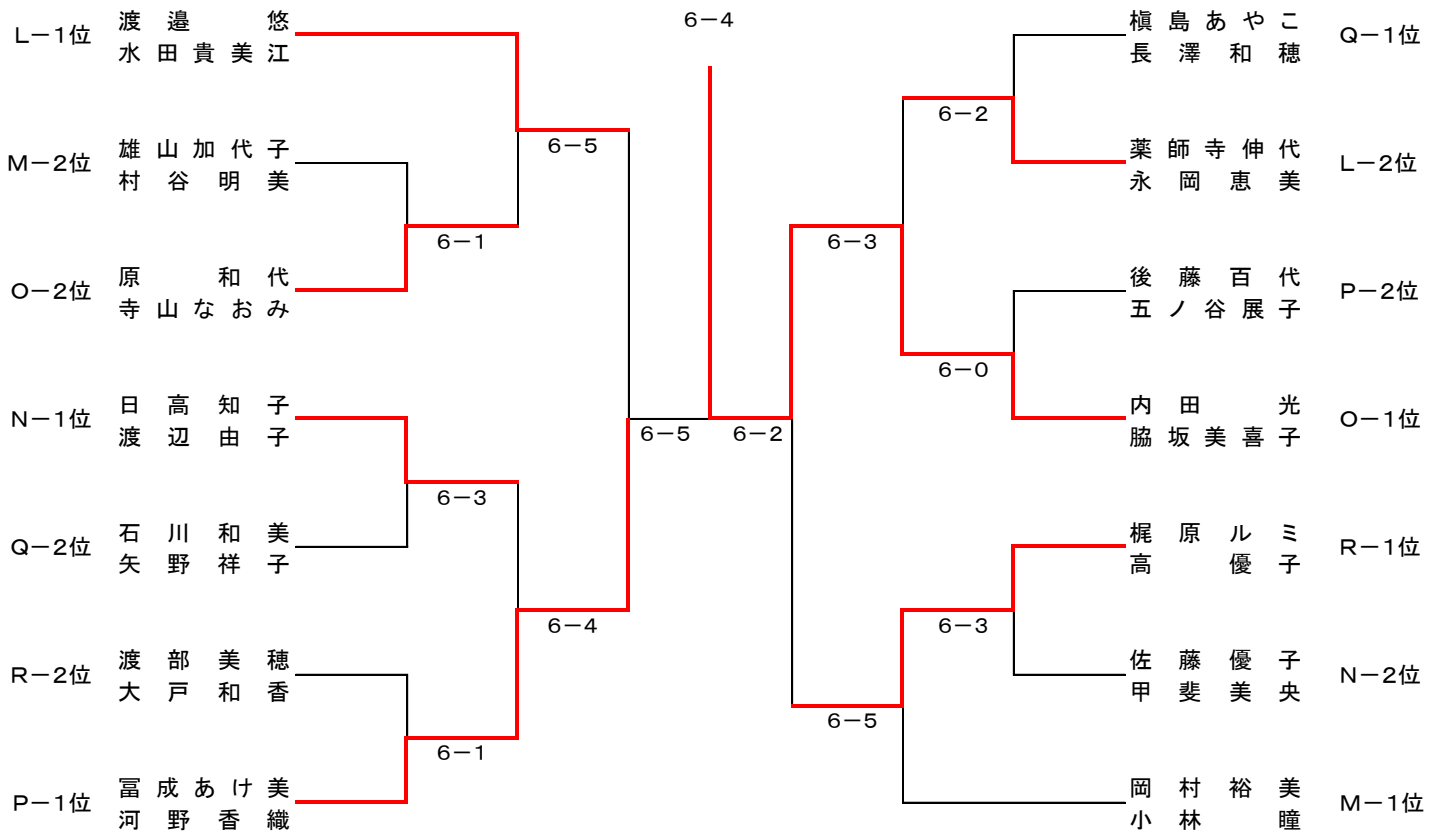 6－4
L－1位
渡邉悠
水田貴美江
6－5
M－2位
雄山加代子
村谷明美
6－1
O－2位
原和代
寺山なおみ
N－1位
日高知子
渡辺由子
6－3
Q－2位
石川和美
矢野祥子
6－4
R－2位
渡部美穂
大戸和香
6－1
P－1位
冨成あけ美
河野香織
6－5
6－2
槇島あやこ
長澤和穂
Q－1位
6－2
薬師寺伸代
永岡恵美
L－2位
6－3
後藤百代
五ノ谷展子
P－2位
6－0
内田光
脇坂美喜子
O－1位
梶原ルミ
高優子
R－1位
6－3
佐藤優子
甲斐美央
N－2位
6－5
岡村裕美
小林瞳
M－1位